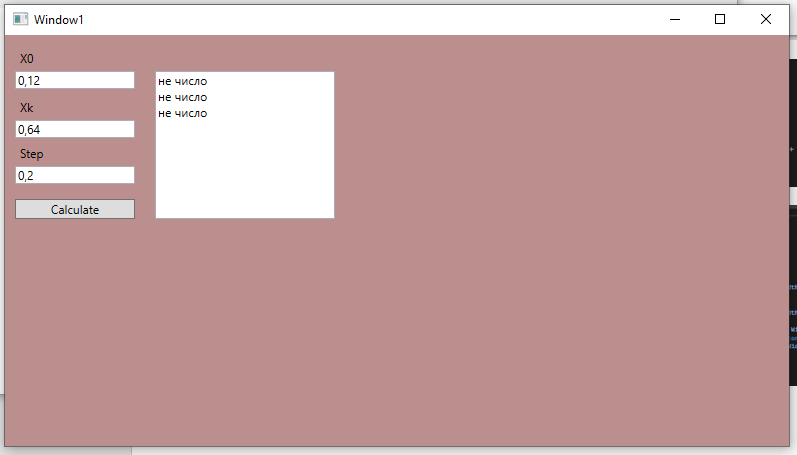 Window1
X0
0,12
Xk
0,64
Step
0,2
Calculate
не число
не число
не число